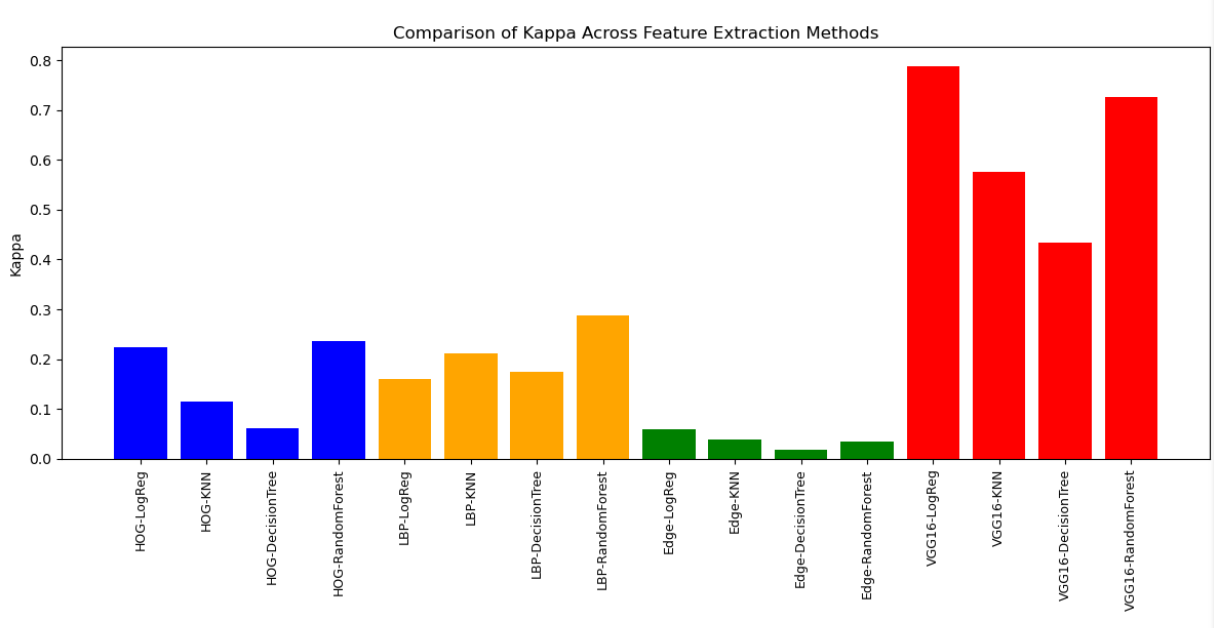 Comparison of Kappa Across Feature Extraction Methods
0.8
0.7
0.6
0.5
0.4
0.3
0.2
0.1
0.0
Kappa
HOG-LogReg
HOG-KNN
HOG-DecisionTree
HOG-RandomForest
LBP-LogReg
LBP-KNN
LBP-DecisionTree
LBP-RandomForest
Edge-LogReg
Edge-KNN
Edge-DecisionTree
Edge-RandomForest
VGG16-LogReg
VGG16-KNN
VGG16-DecisionTree
VGG16-RandomForest